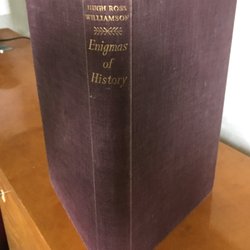 HUGH ROSS
WILLIAMSON
Enigmas
of
History